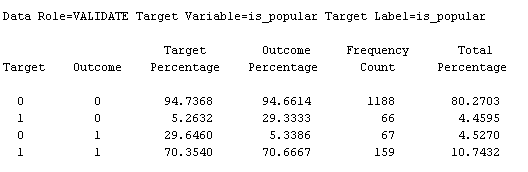 Data Role=VALIDATE Target Variable=is_popular Target Label=is_popular
Target Outcome Frequency Total
Target Outcome Percentage Percentage Count Percentage
0 0 94.7368 94.6614 1188 80.2703
1 0 5.2632 29.3333 66 4.4595
0 1 29.6460 5.3386 67 4.5270
1 1 70.3540 70.6667 159 10.7432